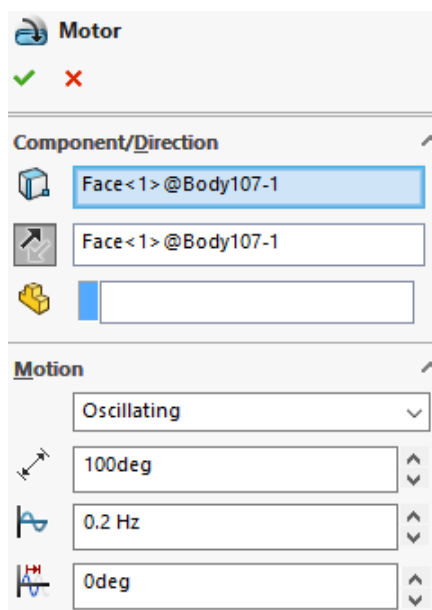 Motor
Component/Direction
Face<1>@Body107-1
Face<1>@Body107-1
Motion
Oscillating
100deg
0.2 Hz
0deg